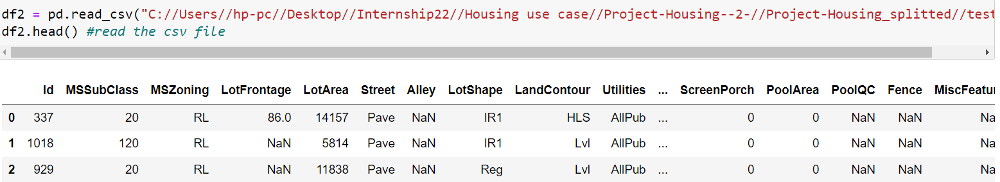 df2 = pd.read_csv("C://Users//hp-pc//Desktop//Internship22//Housing use case//Project-Housing--2-//Project-Housing_splitted//test
df2.head() #read the csv file
Id MSSubClass MSZoning LotFrontage LotArea Street Alley LotShape LandContour Utilities ... ScreenPorch PoolArea PoolQC Fence MiscFeatur
0 337 20 RL 86.0 14157 Pave NaN IR1 HLS AllPub ... 0 0 NaN NaN Na
1 1018 120 RL NaN 5814 Pave NaN IR1 Lvl AllPub ... 0 0 NaN NaN Na
2 929 20 RL NaN 11838 Pave NaN Reg Lvl AllPub ... 0 0 NaN NaN Na